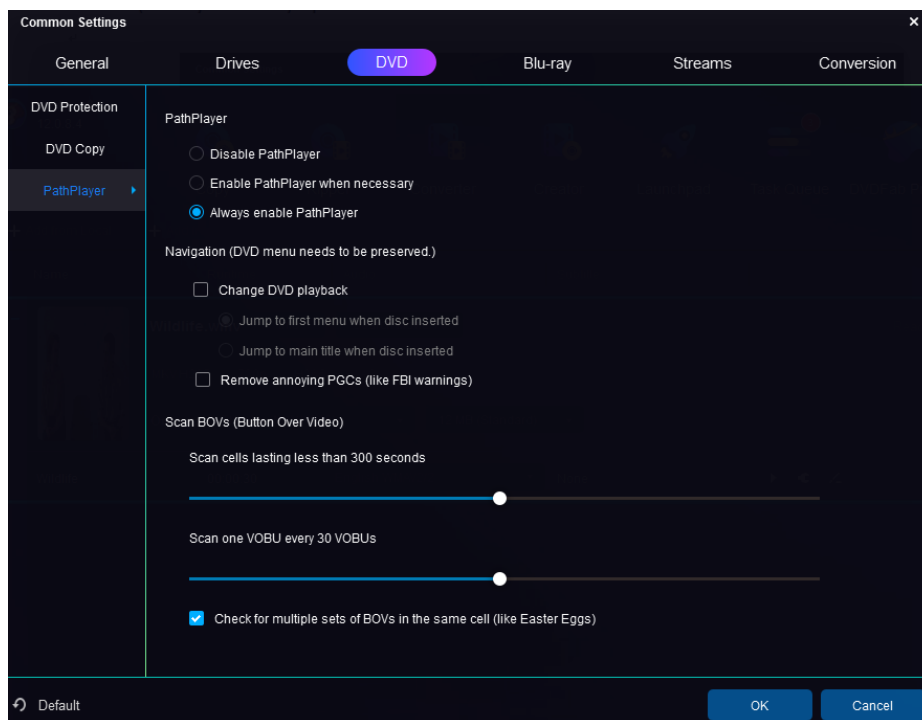 Common Settings
General Drives DVD Blu-ray Streams Conversion
DVD Protection
DVD Copy
PathPlayer
PathPlayer
Disable PathPlayer
Enable PathPlayer when necessary
Always enable PathPlayer
Navigation (DVD menu needs to be preserved.)
Change DVD playback
Jump to first menu when disc inserted
Jump to main title when disc inserted
Remove annoying PGCs (like FBI warnings)
Scan BOVs (Button Over Video)
Scan cells lasting less than 300 seconds
Scan one VOBU every 30 VOBUs
Check for multiple sets of BOVs in the same cell (like Easter Eggs)
Default
OK Cancel